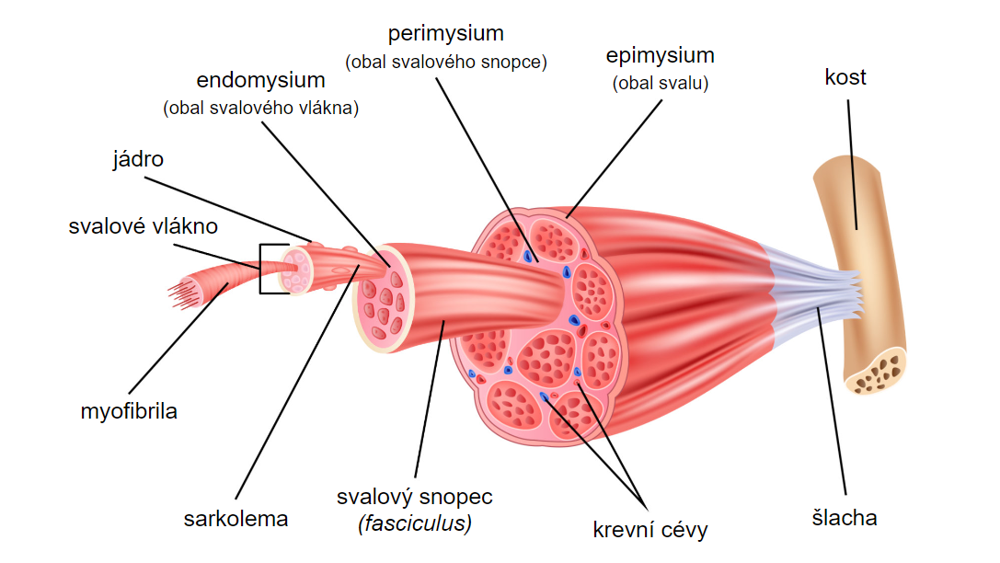 perimysium
(obal svalového snopce)
epimysium
(obal svalu)
kost
endomysium
(obal svalového vlákna)
jádro
svalové vlákno
myofibrila
sarkolema
svalový snopec
(fasciculus)
krevní cévy
šlacha